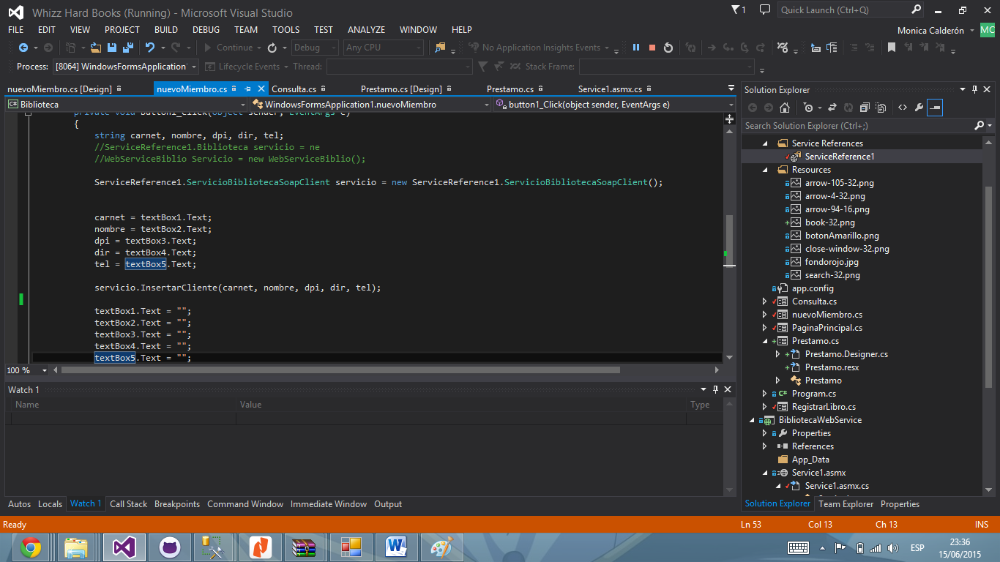 Whizz Hard Books (Running) - Microsoft Visual Studio
1
Quick Launch (Ctrl+Q)
FILE EDIT VIEW PROJECT BUILD DEBUG TEAM TOOLS TEST ANALYZE WINDOW HELP
Monica Calderón MC
Continue Debug Any CPU No Application Insights Events
Process: [8064] WindowsFormsApplication1 Lifecycle Events Thread: Stack Frame:
nuevoMiembro.cs [Design] nuevoMiembro.cs Consulta.cs Prestamo.cs [Design] Prestamo.cs Service1.asmx.cs
Biblioteca WindowsFormsApplication1.nuevoMiembro button1_Click(object sender, EventArgs e)
private void button1_Click(object sender, EventArgs e)
{
string carnet, nombre, dpi, dir, tel;
//ServiceReference1.Biblioteca servicio = ne
//WebServiceBiblio Servicio = new WebServiceBiblio();
ServiceReference1.ServicioBibliotecaSoapClient servicio = new ServiceReference1.ServicioBibliotecaSoapClient();
carnet = textBox1.Text;
nombre = textBox2.Text;
dpi = textBox3.Text;
dir = textBox4.Text;
tel = textBox5.Text;
servicio.InsertarCliente(carnet, nombre, dpi, dir, tel);
textBox1.Text = "";
textBox2.Text = "";
textBox3.Text = "";
textBox4.Text = "";
textBox5.Text = "";
100 %
Watch 1
Name Value Type
Autos Locals Watch 1 Call Stack Breakpoints Command Window Immediate Window Output
Solution Explorer
Search Solution Explorer (Ctrl+;)
Service References
ServiceReference1
Resources
arrow-105-32.png
arrow-4-32.png
arrow-94-16.png
book-32.png
botonAmarillo.png
close-window-32.png
fondorojo.jpg
search-32.png
app.config
Consulta.cs
nuevoMiembro.cs
PaginaPrincipal.cs
Prestamo.cs
Prestamo.Designer.cs
Prestamo.resx
Prestamo
Program.cs
RegistrarLibro.cs
BibliotecaWebService
Properties
References
App_Data
Service1.asmx
Service1.asmx.cs
Solution Explorer Team Explorer Properties
Ready Ln 53 Col 13 Ch 13 INS
ESP
23:36
15/06/2015